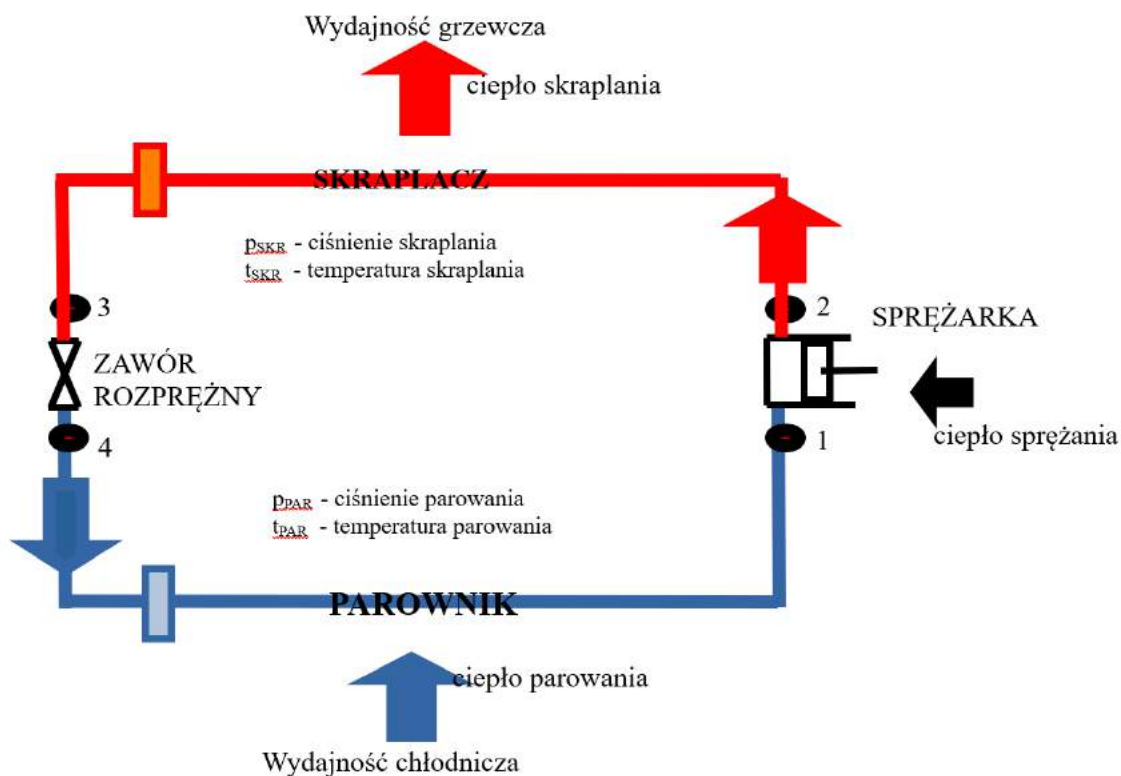 Wydajność grzewcza
ciepło skraplania
SKRAPLACZ
pSKR - ciśnienie skraplania
tSKR - temperatura skraplania
3
2
SPRĘŻARKA
ZAWÓR
ROZPRĘŻNY
4
1
ciepło sprężania
pPAR - ciśnienie parowania
tPAR - temperatura parowania
PAROWNIK
ciepło parowania
Wydajność chłodnicza